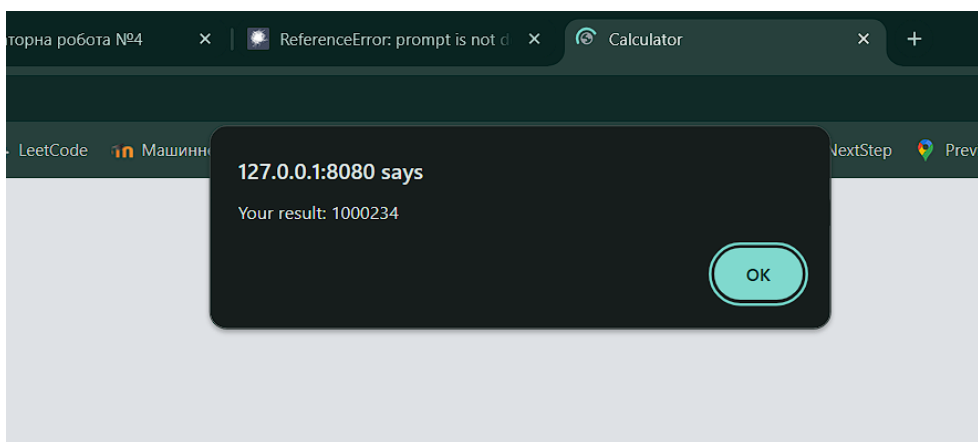 торна робота №4
ReferenceError: prompt is not d
Calculator
LeetCode
NextStep
Prev
127.0.0.1:8080 says
Your result: 1000234
OK